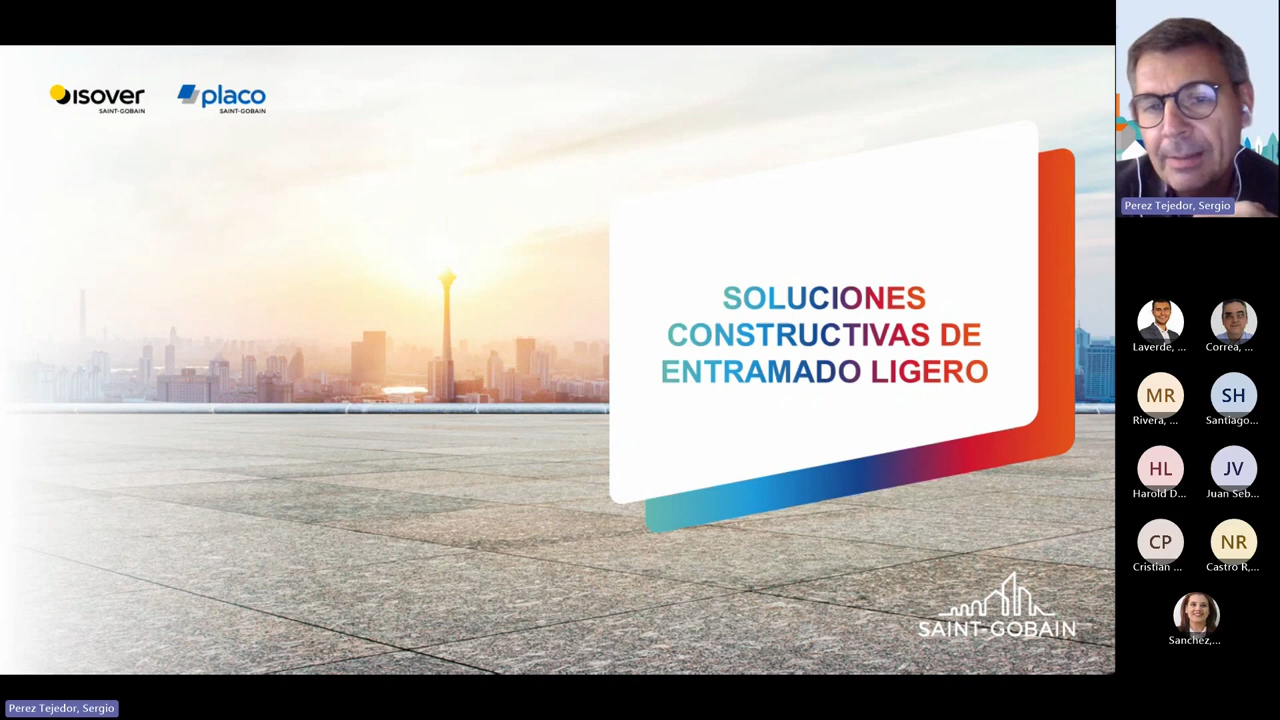 isover
SAINT-GOBAIN
placo
SAINT-GOBAIN
SOLUCIONES
CONSTRUCTIVAS DE
ENTRAMADO LIGERO
SAINT-GOBAIN
Perez Tejedor, Sergio
Laverde, ...
Correa, ...
MR
Rivera, ...
SH
Santiago...
HL
Harold D...
JV
Juan Seb...
CP
Cristian ...
NR
Castro R,...
Sanchez,...
Perez Tejedor, Sergio